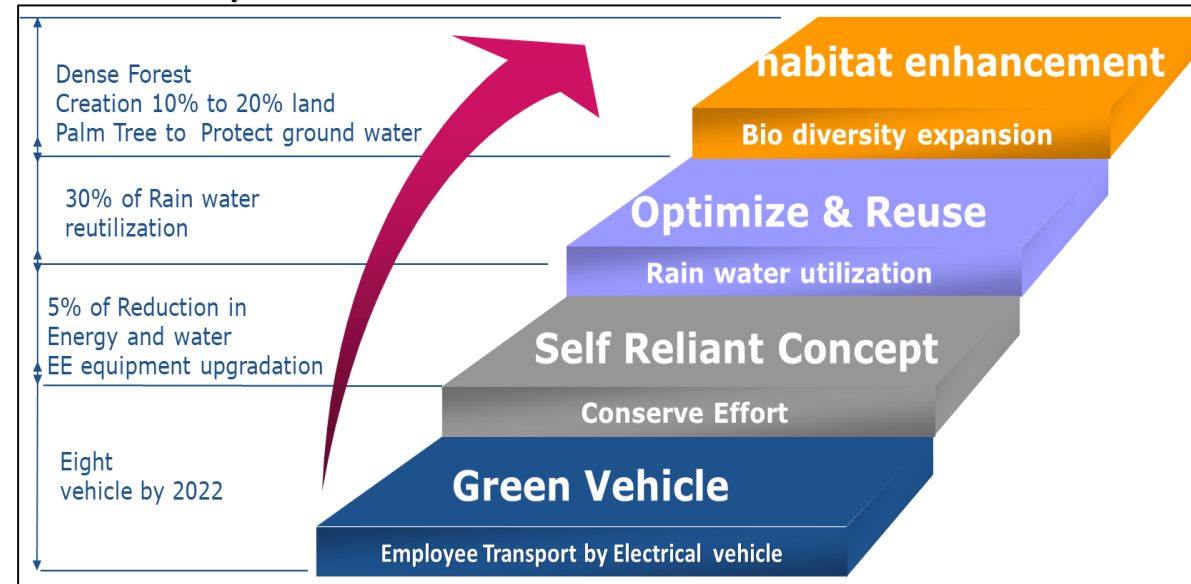 Dense Forest
Creation 10% to 20% land
Palm Tree to Protect ground water
habitat enhancement
Bio diversity expansion
30% of Rain water
reutilization
Optimize & Reuse
Rain water utilization
5% of Reduction in
Energy and water
EE equipment upgradation
Self Reliant Concept
Conserve Effort
Eight
vehicle by 2022
Green Vehicle
Employee Transport by Electrical vehicle